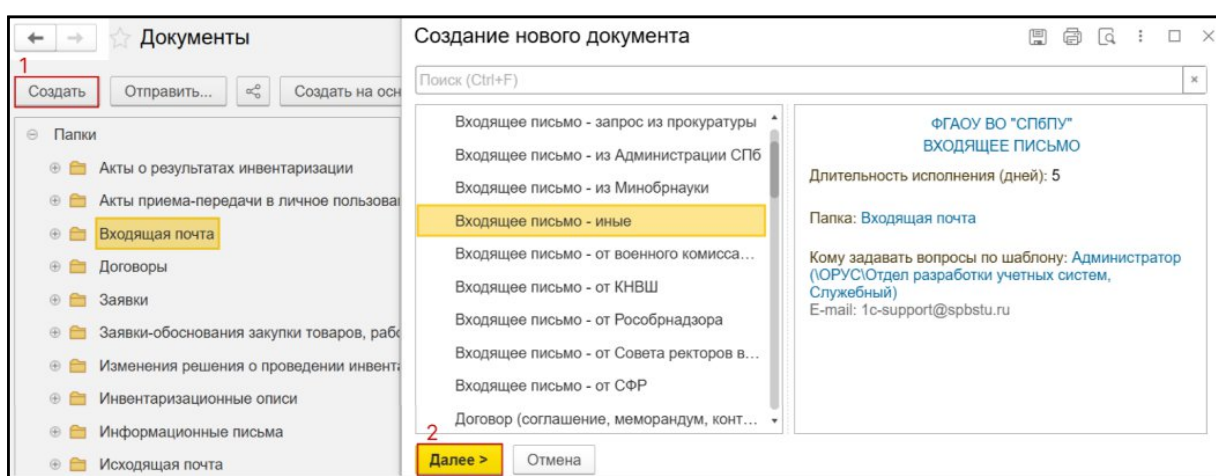 Документы
1
Создать
Отправить...
Создать на осн
Папки
Акты о результатах инвентаризации
Акты приема-передачи в личное пользова
Входящая почта
Договоры
Заявки
Заявки-обоснования закупки товаров, рабо
Изменения решения о проведении инвента
Инвентаризационные описи
Информационные письма
Исходящая почта
Создание нового документа
Поиск (Ctrl+F)
Входящее письмо - запрос из прокуратуры
Входящее письмо - из Администрации СПб
Входящее письмо - из Минобрнауки
Входящее письмо - иные
Входящее письмо - от военного комисса...
Входящее письмо - от КНВШ
Входящее письмо - от Рособрнадзора
Входящее письмо - от Совета ректоров в...
Входящее письмо - от СФР
Договор (соглашение, меморандум, конт...
ФГАОУ ВО "СПбПУ"
ВХОДЯЩЕЕ ПИСЬМО
Длительность исполнения (дней): 5
Папка: Входящая почта
Кому задавать вопросы по шаблону: Администратор
(\ОРУС\Отдел разработки учетных систем,
Служебный)
E-mail: 1c-support@spbstu.ru
2
Далее >
Отмена